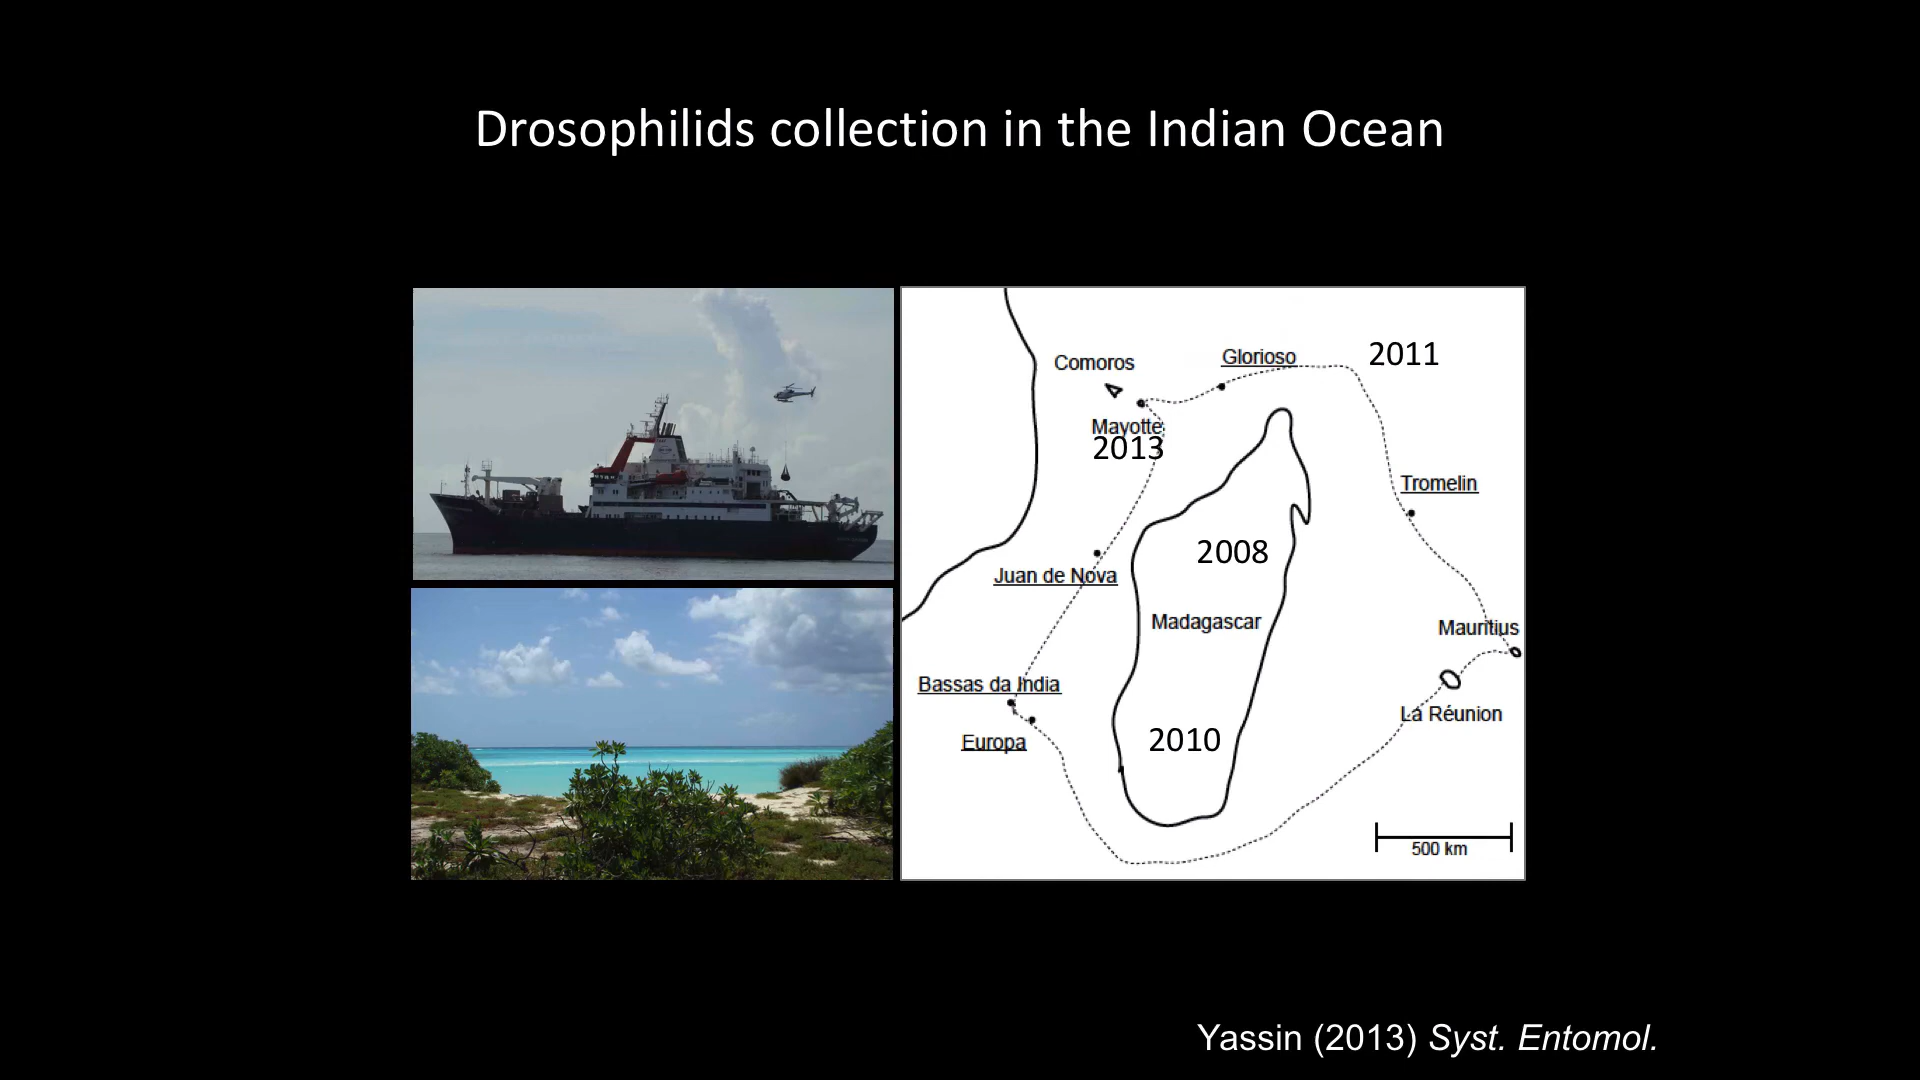 Drosophilids collection in the Indian Ocean
Comoros
Glorioso
2011
Mayotte
2013
Tromelin
2008
Juan de Nova
Madagascar
Mauritius
Bassas da India
La Réunion
Europa
2010
500 km
Yassin (2013) Syst. Entomol.